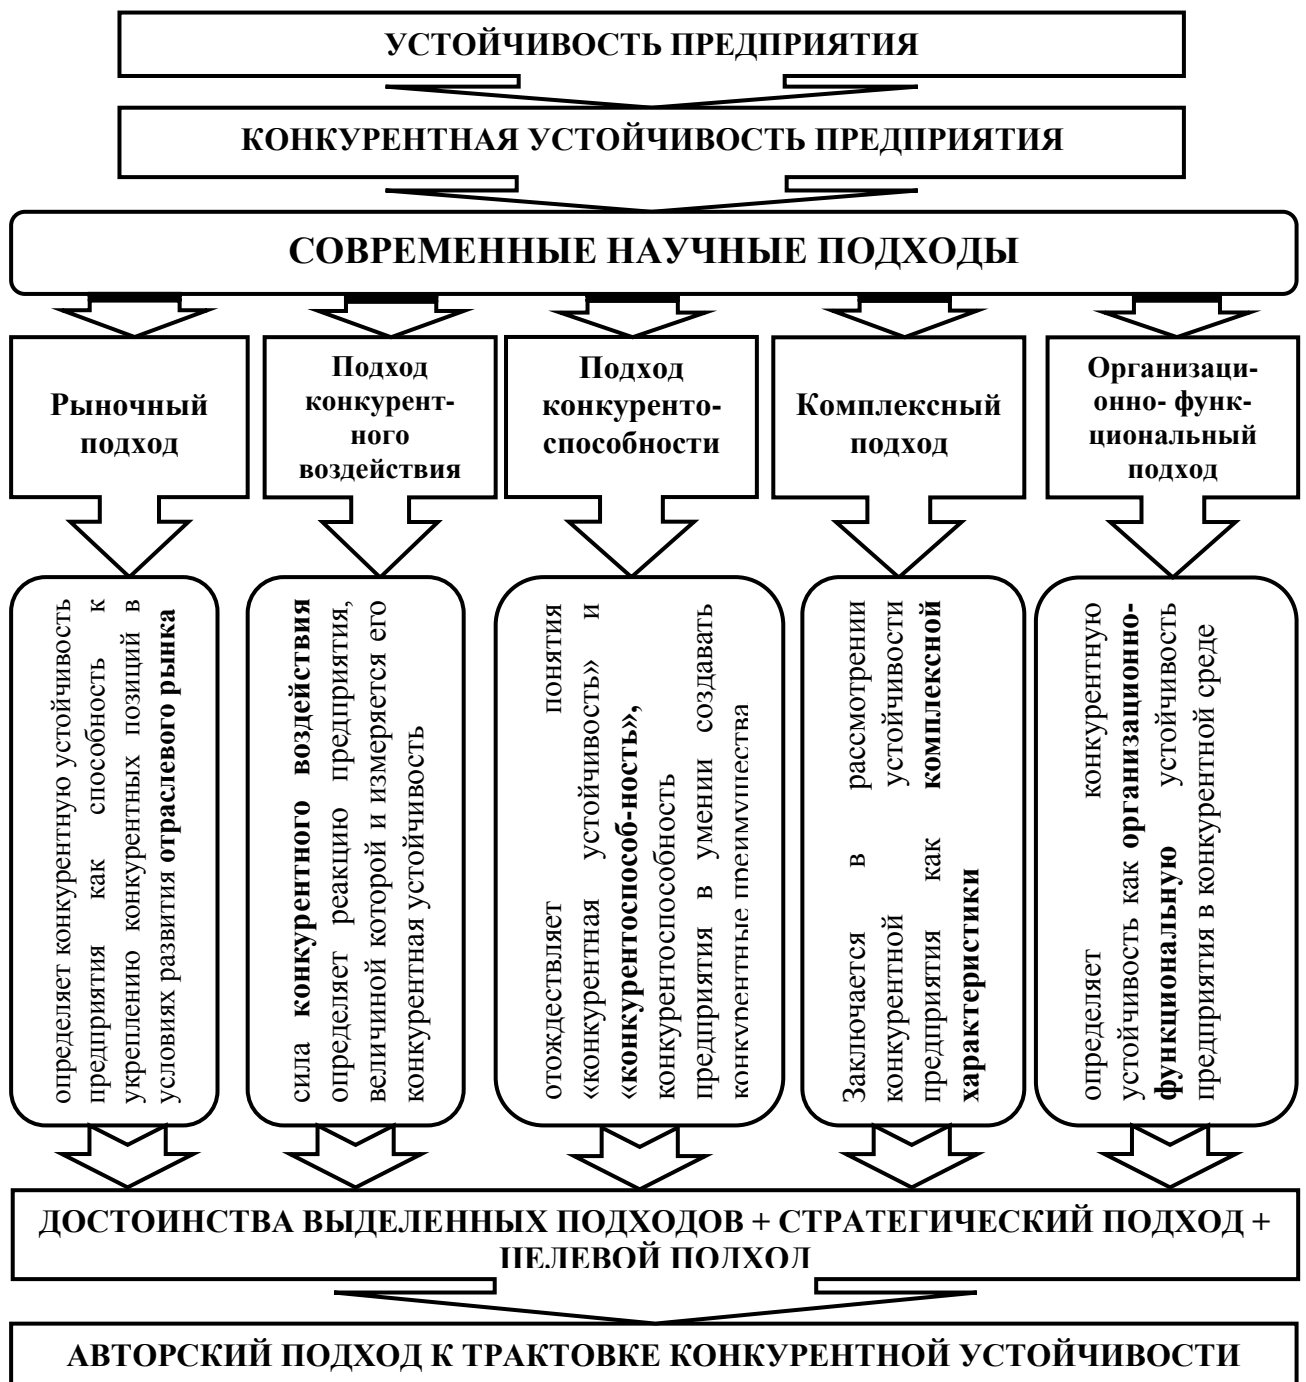 УСТОЙЧИВОСТЬ ПРЕДПРИЯТИЯ
КОНКУРЕНТНАЯ УСТОЙЧИВОСТЬ ПРЕДПРИЯТИЯ
СОВРЕМЕННЫЕ НАУЧНЫЕ ПОДХОДЫ
Рыночный
подход
Подход
конкурент-
ного
воздействия
Подход
конкуренто-
способности
Комплексный
подход
Организаци-
онно- функ-
циональный
подход
определяет конкурентную устойчивость
предприятия как способность к
укреплению конкурентных позиций в
условиях развития отраслевого рынка
сила конкурентного воздействия
определяет реакцию предприятия,
величиной которой и измеряется его
конкурентная устойчивость
отождествляет понятия
«конкурентная устойчивость» и
«конкурентоспособ-ность»,
конкурентоспособность
предприятия в умении создавать
конкурентные преимущества
Заключается в рассмотрении
конкурентной устойчивости
предприятия как комплексной
характеристики
определяет конкурентную
устойчивость как организационно-
функциональную устойчивость
предприятия в конкурентной среде
ДОСТОИНСТВА ВЫДЕЛЕННЫХ ПОДХОДОВ + СТРАТЕГИЧЕСКИЙ ПОДХОД +
ЦЕЛЕВОЙ ПОДХОД
АВТОРСКИЙ ПОДХОД К ТРАКТОВКЕ КОНКУРЕНТНОЙ УСТОЙЧИВОСТИ